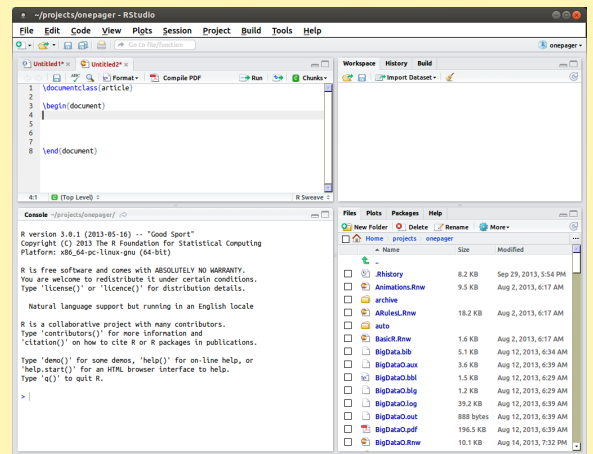 ~/projects/onepager - RStudio
File Edit Code View Plots Session Project Build Tools Help
Go to file/function
onepager
Untitled1* × Untitled2* ×
ABC Format Compile PDF Run Chunks
1 \documentclass{article}
2
3 \begin{document}
4
5
6
7
8 \end{document}
4:1 (Top Level) R Sweave
Console ~/projects/onepager/
R version 3.0.1 (2013-05-16) -- "Good Sport"
Copyright (C) 2013 The R Foundation for Statistical Computing
Platform: x86_64-pc-linux-gnu (64-bit)
R is free software and comes with ABSOLUTELY NO WARRANTY.
You are welcome to redistribute it under certain conditions.
Type 'license()' or 'licence()' for distribution details.
Natural language support but running in an English locale
R is a collaborative project with many contributors.
Type 'contributors()' for more information and
'citation()' on how to cite R or R packages in publications.
Type 'demo()' for some demos, 'help()' for on-line help, or
'help.start()' for an HTML browser interface to help.
Type 'q()' to quit R.
>
Workspace History Build
Import Dataset
Files Plots Packages Help
New Folder Delete Rename More
Home projects onepager ...
Name Size Modified
..
.Rhistory 8.2 KB Sep 29, 2013, 5:54 PM
Animations.Rnw 9.5 KB Aug 2, 2013, 6:17 AM
archive
ARulesL.Rnw 18.2 KB Aug 2, 2013, 6:17 AM
auto
BasicR.Rnw 1.6 KB Aug 2, 2013, 6:17 AM
BigData.bib 5.1 KB Aug 12, 2013, 6:34 AM
BigDataO.aux 3.6 KB Aug 12, 2013, 6:39 AM
BigDataO.bbl 1.5 KB Aug 12, 2013, 6:29 AM
BigDataO.blg 1.2 KB Aug 12, 2013, 6:29 AM
BigDataO.log 39.2 KB Aug 12, 2013, 6:39 AM
BigDataO.out 888 bytes Aug 12, 2013, 6:39 AM
BigDataO.pdf 196.5 KB Aug 12, 2013, 6:39 AM
BigDataO.Rnw 10.1 KB Aug 14, 2013, 7:32 PM